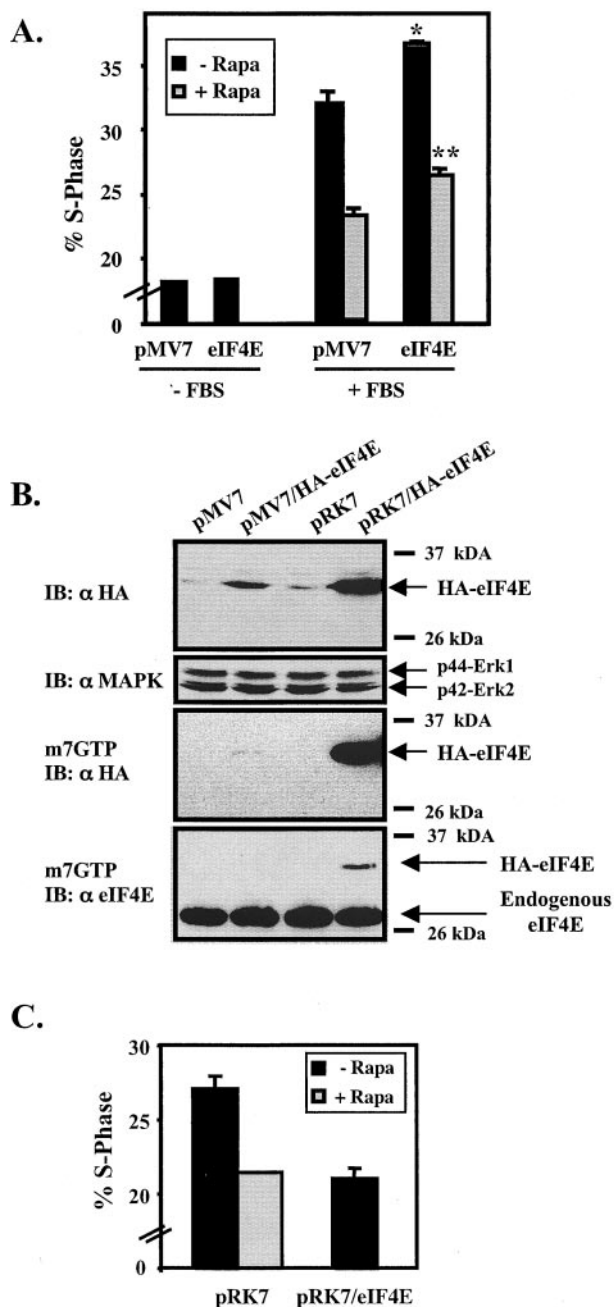 A.
% S-Phase
35
30
25
20
0
- Rapa
+ Rapa
*
**
pMV7 eIF4E pMV7 eIF4E
- FBS + FBS
B.
pMV7 pMV7/HA-eIF4E pRK7 pRK7/HA-eIF4E
37 kDA
IB: α HA HA-eIF4E
26 kDa
IB: α MAPK p44-Erk1
p42-Erk2
37 kDA
m7GTP HA-eIF4E
IB: α HA
26 kDa
37 kDA
m7GTP HA-eIF4E
IB: α eIF4E Endogenous
eIF4E
26 kDa
C.
% S-Phase
30
25
20
0
- Rapa
+ Rapa
pRK7 pRK7/eIF4E